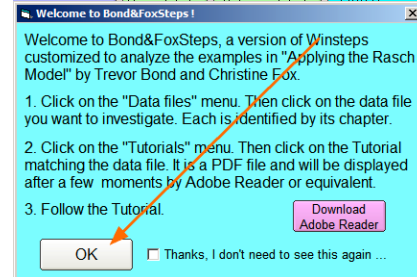 Welcome to Bond&FoxSteps !
Welcome to Bond&FoxSteps, a version of Winsteps
customized to analyze the examples in "Applying the Rasch
Model" by Trevor Bond and Christine Fox.
1. Click on the "Data files" menu. Then click on the data file
you want to investigate. Each is identified by its chapter.
2. Click on the "Tutorials" menu. Then click on the Tutorial
matching the data file. It is a PDF file and will be displayed
after a few moments by Adobe Reader or equivalent.
3. Follow the Tutorial.
Download
Adobe Reader
OK
Thanks, I don't need to see this again ...